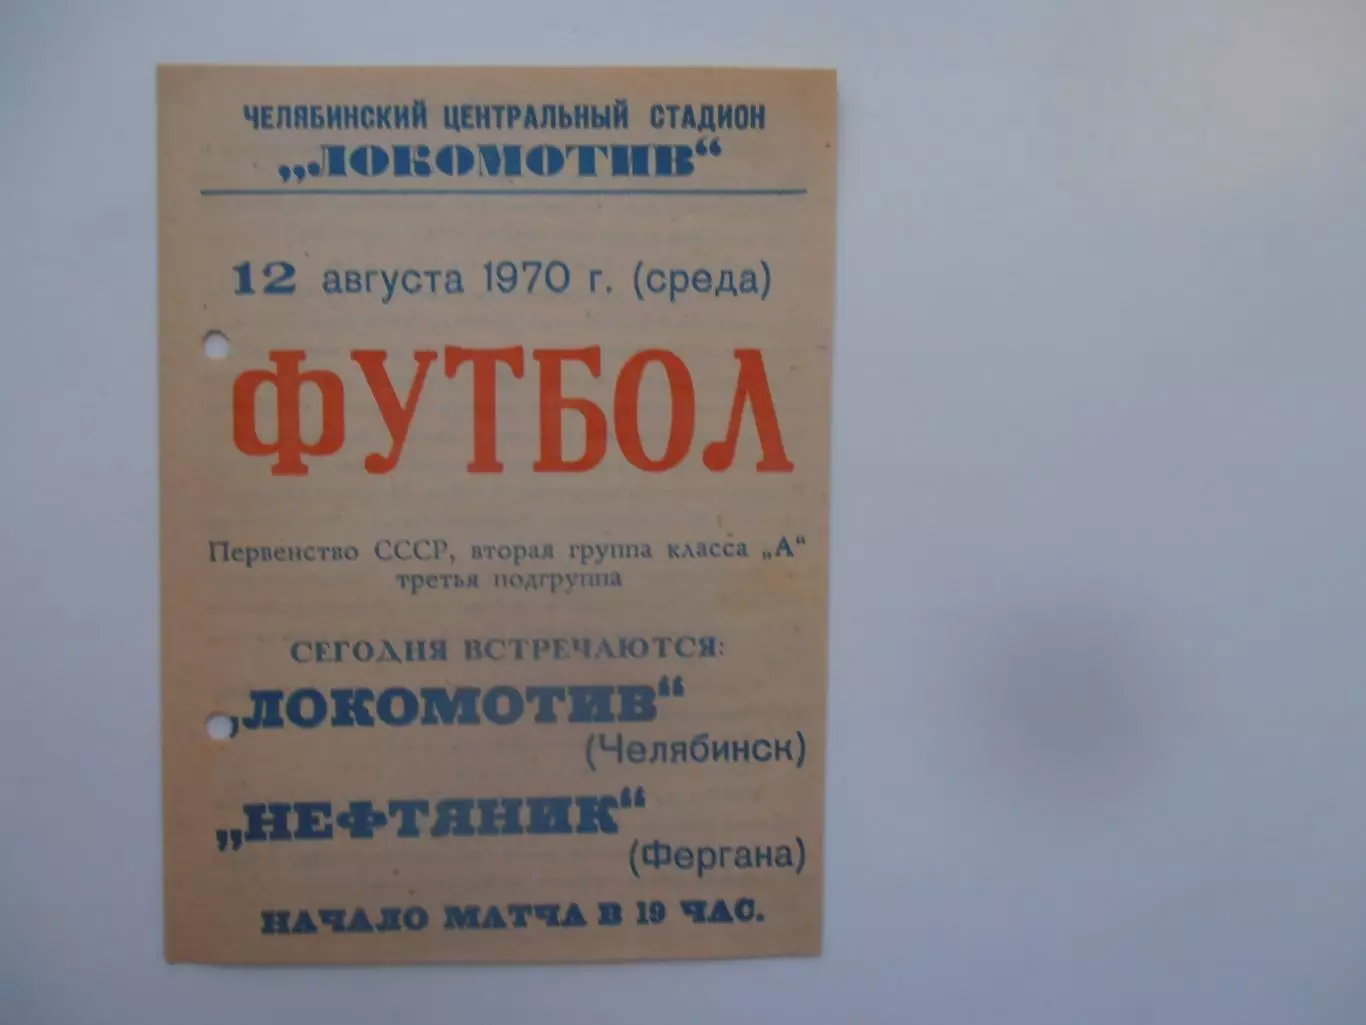 ЧЕЛЯБИНСКИЙ ЦЕНТРАЛЬНЫЙ СТАДИОН
„ЛОКОМОТИВ“
12 августа 1970 г. (среда)
ФУТБОЛ
Первенство СССР, вторая группа класса „А“
третья подгруппа
СЕГОДНЯ ВСТРЕЧАЮТСЯ:
„ЛОКОМОТИВ“
(Челябинск)
„НЕФТЯНИК“
(Фергана)
НАЧАЛО МАТЧА В 19 ЧАС.